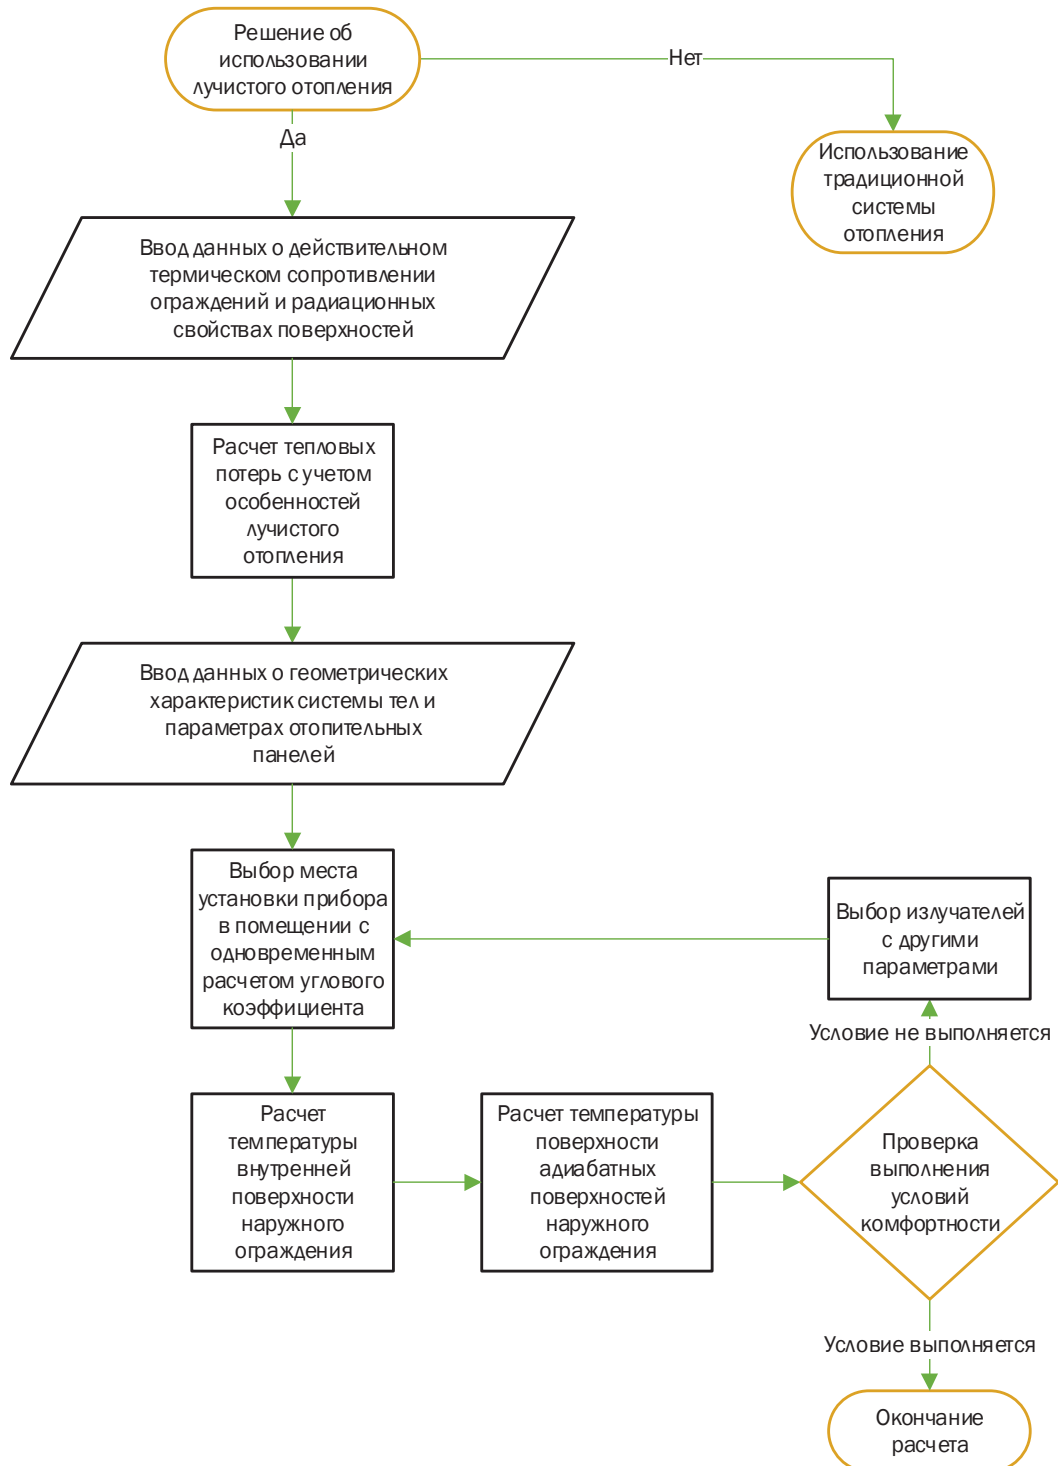 Решение об
использовании
лучистого отопления
Нет
Да
Использование
традиционной
системы
отопления
Ввод данных о действительном
термическом сопротивлении
ограждений и радиационных
свойствах поверхностей
Расчет тепловых
потерь с учетом
особенностей
лучистого
отопления
Ввод данных о геометрических
характеристик системы тел и
параметрах отопительных
панелей
Выбор места
установки прибора
в помещении с
одновременным
расчетом углового
коэффициента
Выбор излучателей
с другими
параметрами
Условие не выполняется
Расчет
температуры
внутренней
поверхности
наружного
ограждения
Расчет температуры
поверхности
адиабатных
поверхностей
наружного
ограждения
Проверка
выполнения
условий
комфортности
Условие выполняется
Окончание
расчета